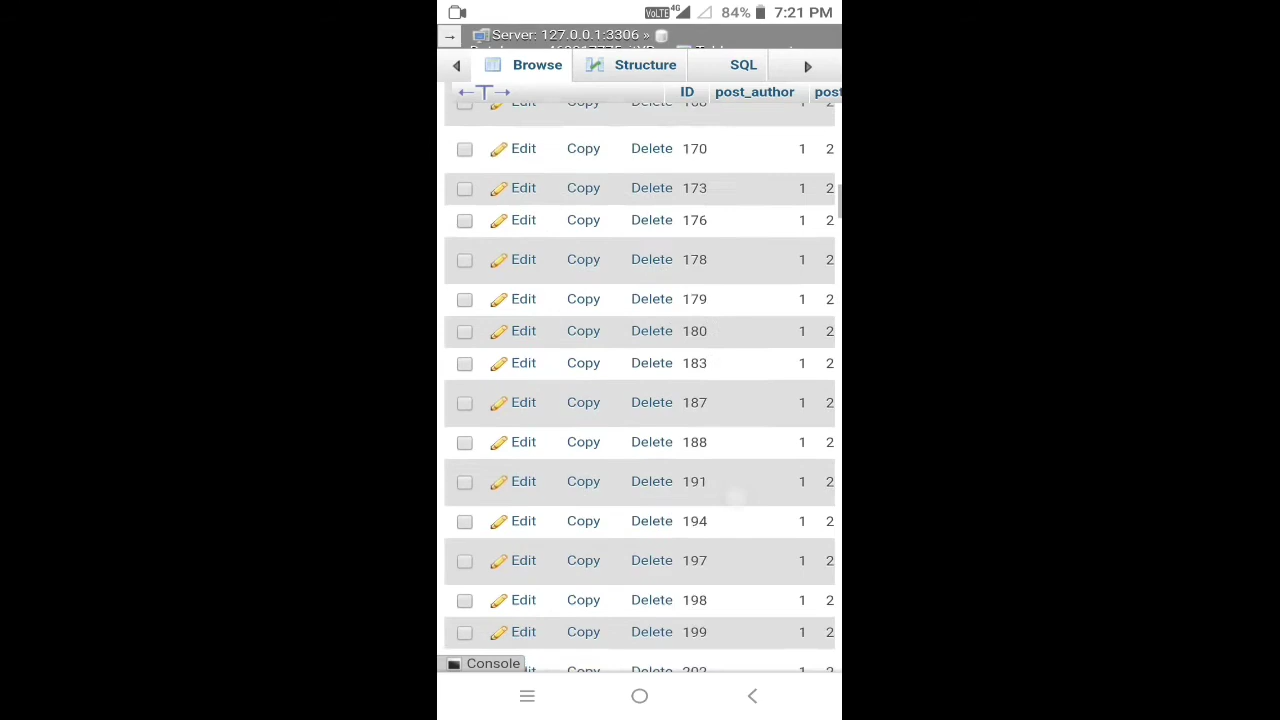 VoLTE 4G 84% 7:21 PM
→ Server: 127.0.0.1:3306 »
Browse Structure SQL
←T→ ID post_author post
Edit Copy Delete
Edit Copy Delete 170 1 2
Edit Copy Delete 173 1 2
Edit Copy Delete 176 1 2
Edit Copy Delete 178 1 2
Edit Copy Delete 179 1 2
Edit Copy Delete 180 1 2
Edit Copy Delete 183 1 2
Edit Copy Delete 187 1 2
Edit Copy Delete 188 1 2
Edit Copy Delete 191 1 2
Edit Copy Delete 194 1 2
Edit Copy Delete 197 1 2
Edit Copy Delete 198 1 2
Edit Copy Delete 199 1 2
Console